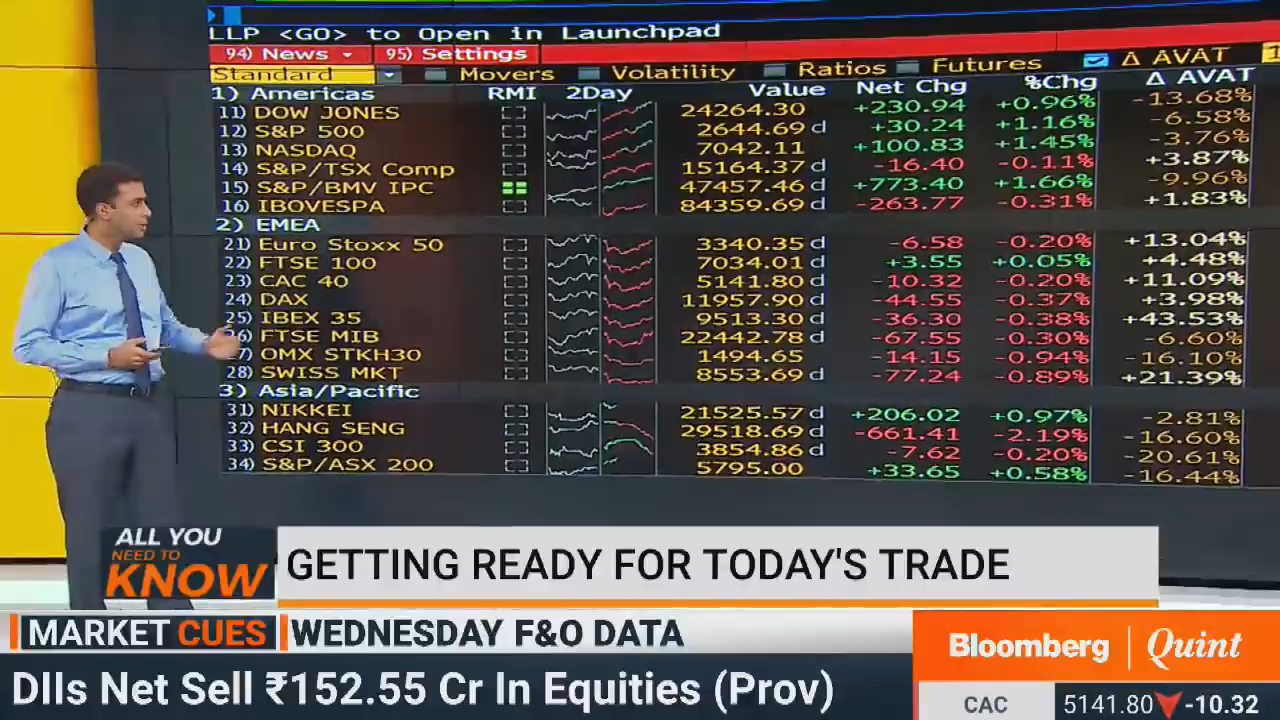 LLP <GO> to Open in Launchpad
94) News 95) Settings
Standard Movers Volatility Ratios Futures Δ AVAT
1) Americas RMI 2Day Value Net Chg %Chg Δ AVAT
11) DOW JONES 24264.30 +230.94 +0.96% -13.68%
12) S&P 500 2644.69 d +30.24 +1.16% -6.58%
13) NASDAQ 7042.11 +100.83 +1.45% -3.76%
14) S&P/TSX Comp 15164.37 d -16.40 -0.11% +3.87%
15) S&P/BMV IPC 47457.46 d +773.40 +1.66% -9.96%
16) IBOVESPA 84359.69 d -263.77 -0.31% +1.83%
2) EMEA
21) Euro Stoxx 50 3340.35 d -6.58 -0.20% +13.04%
22) FTSE 100 7034.01 d +3.55 +0.05% +4.48%
23) CAC 40 5141.80 d -10.32 -0.20% +11.09%
24) DAX 11957.90 d -44.55 -0.37% +3.98%
25) IBEX 35 9513.30 d -36.30 -0.38% +43.53%
26) FTSE MIB 22442.78 d -67.55 -0.30% -6.60%
7) OMX STKH30 1494.65 -14.15 -0.94% -16.10%
28) SWISS MKT 8553.69 d -77.24 -0.89% +21.39%
3) Asia/Pacific
31) NIKKEI 21525.57 d +206.02 +0.97% -2.81%
32) HANG SENG 29518.69 d -661.41 -2.19% -16.60%
33) CSI 300 3854.86 d -7.62 -0.20% -20.61%
34) S&P/ASX 200 5795.00 +33.65 +0.58% -16.44%
ALL YOU
NEED TO
KNOW
GETTING READY FOR TODAY'S TRADE
MARKET CUES WEDNESDAY F&O DATA
Bloomberg | Quint
DIIs Net Sell ₹152.55 Cr In Equities (Prov)
CAC 5141.80 -10.32